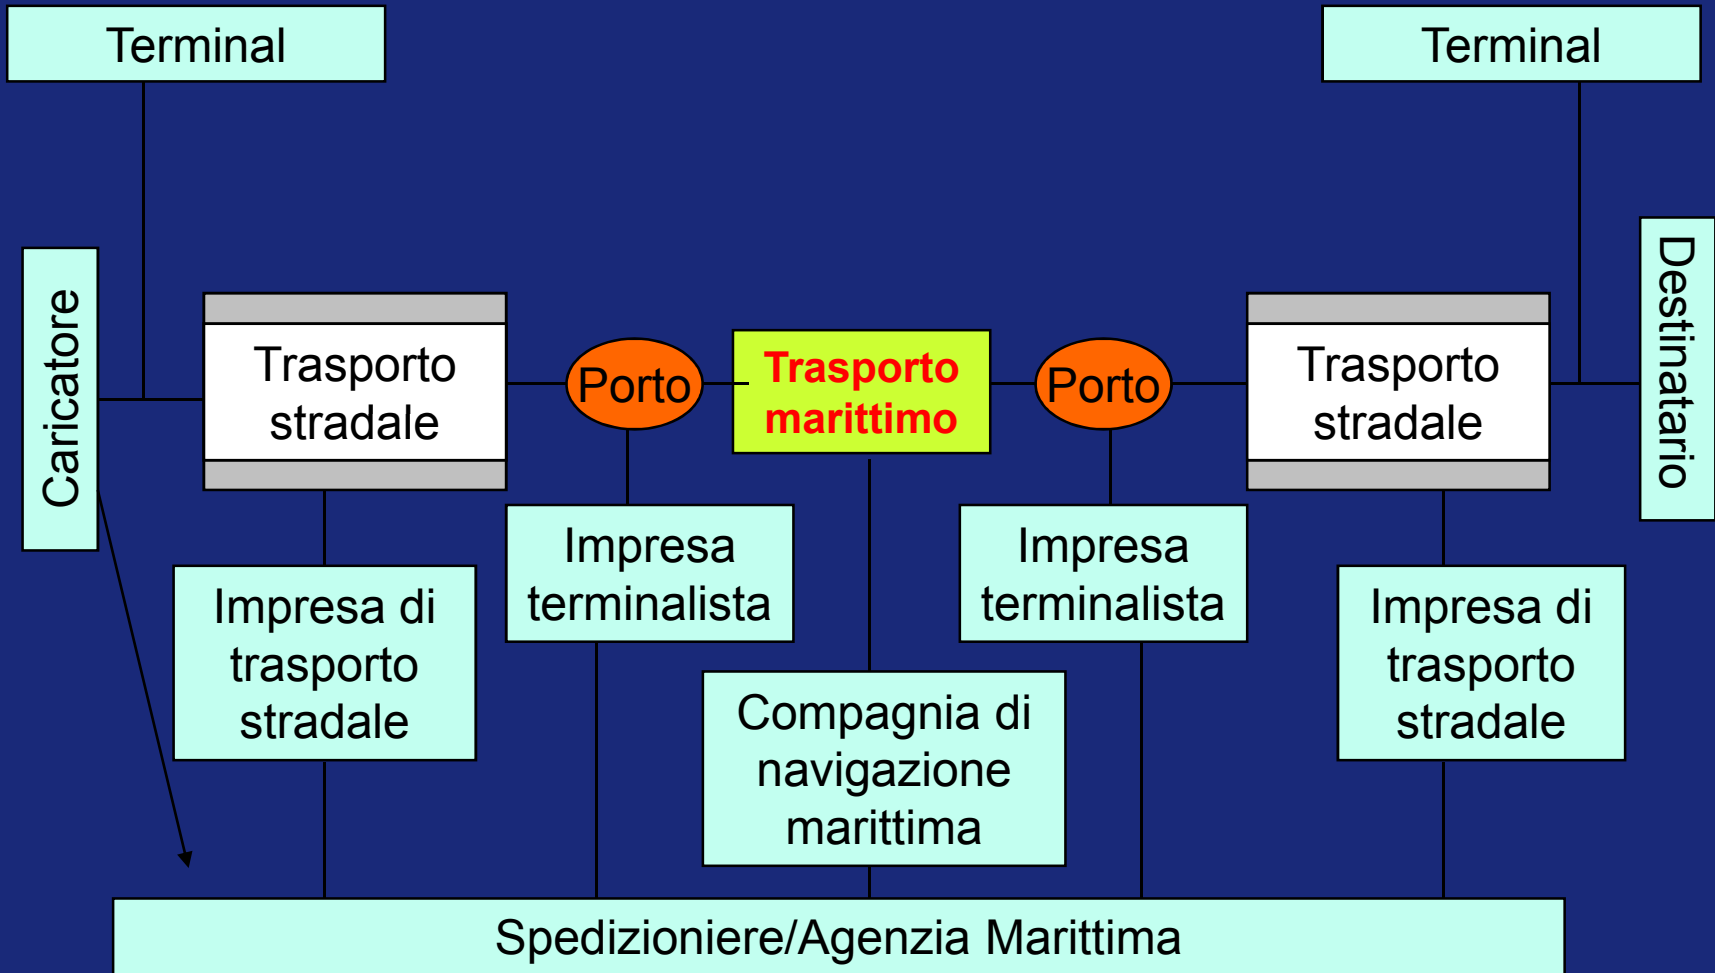 Terminal
Terminal
Caricatore
Trasporto
stradale
Porto
Trasporto
marittimo
Porto
Trasporto
stradale
Destinatario
Impresa di
trasporto
stradale
Impresa
terminalista
Compagnia di
navigazione
marittima
Impresa
terminalista
Impresa di
trasporto
stradale
Spedizioniere/Agenzia Marittima